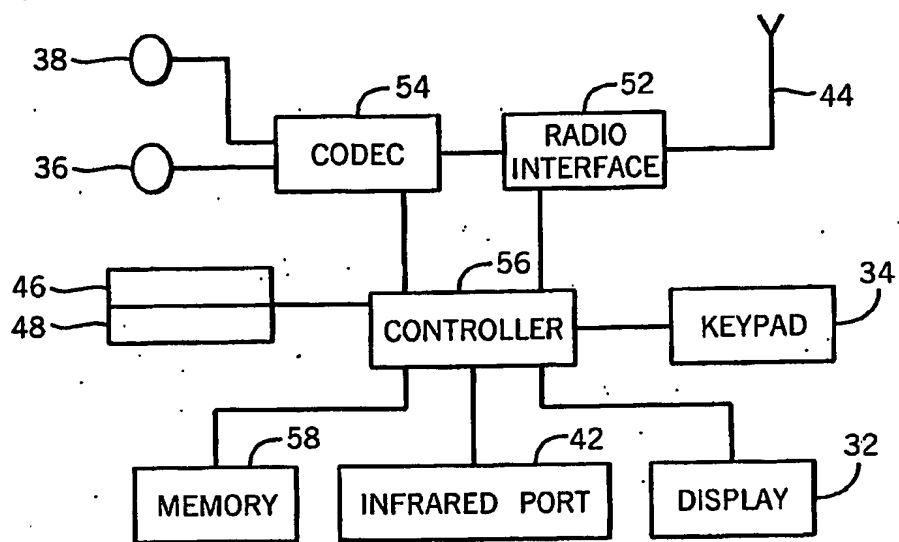 38
54
52
44
CODEC
RADIO
INTERFACE
36
56
46
34
48
CONTROLLER
KEYPAD
58
42
32
MEMORY
INFRARED PORT
DISPLAY